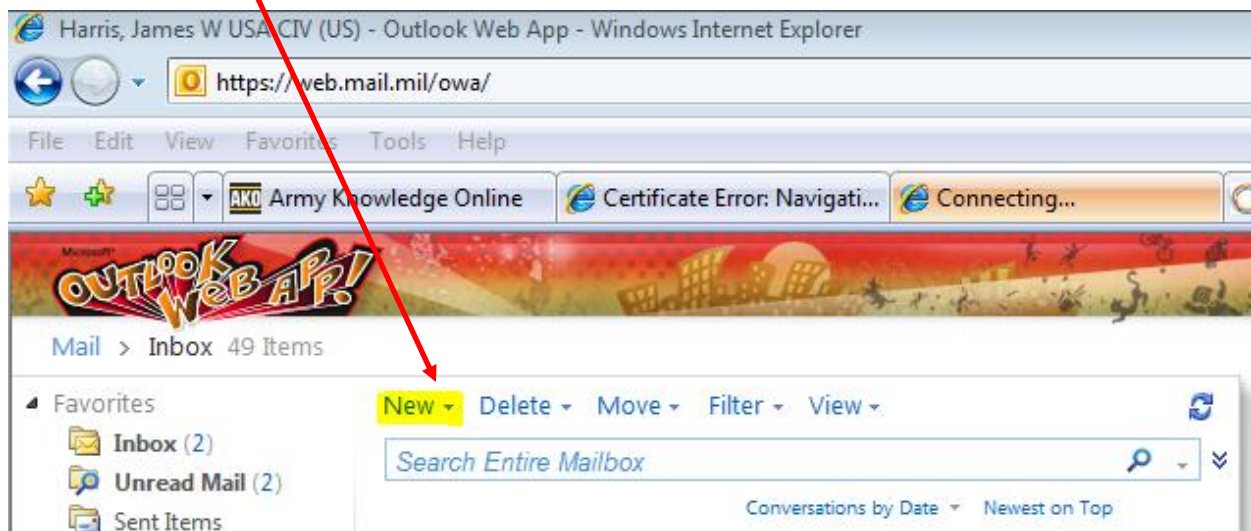 Harris, James W USA CIV (US) - Outlook Web App - Windows Internet Explorer
https://web.mail.mil/owa/
File Edit View Favorites Tools Help
AKO Army Knowledge Online Certificate Error: Navigati... Connecting...
Microsoft
OUTLOOK WEB APP!
Mail > Inbox 49 Items
Favorites
New Delete Move Filter View
Inbox (2)
Search Entire Mailbox
Unread Mail (2)
Conversations by Date Newest on Top
Sent Items